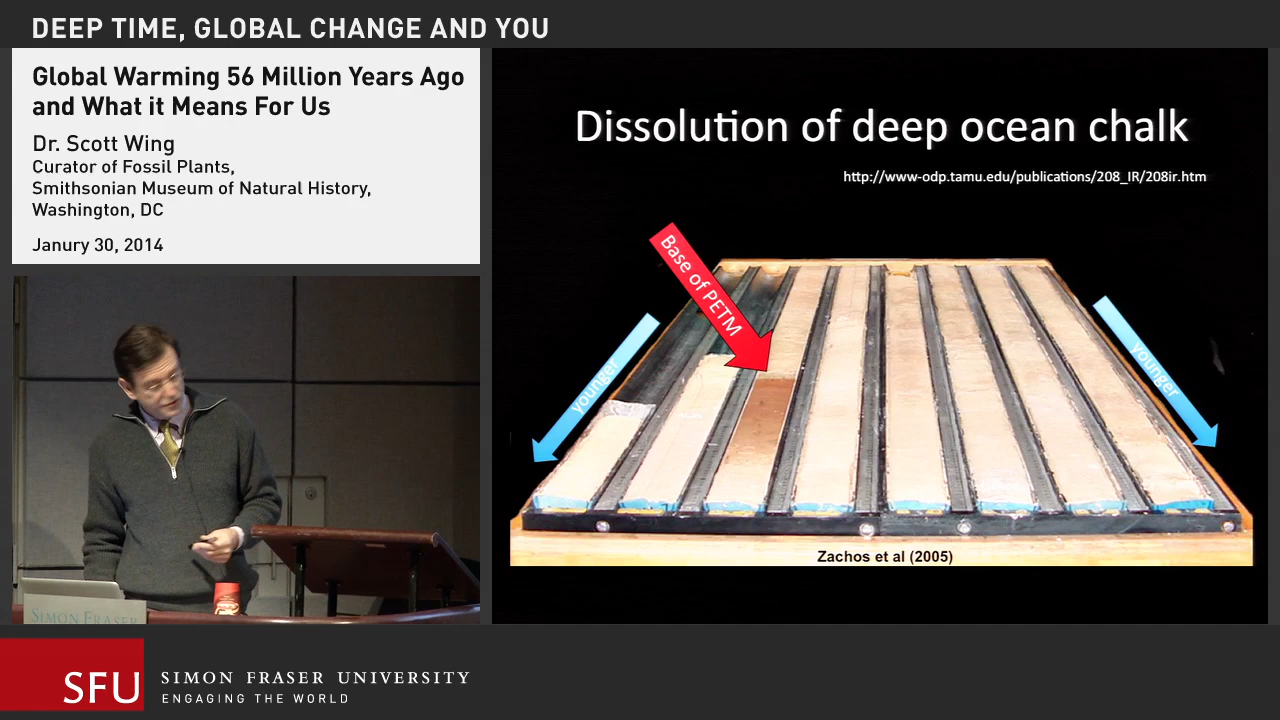 DEEP TIME, GLOBAL CHANGE AND YOU
Global Warming 56 Million Years Ago
and What it Means For Us
Dr. Scott Wing
Curator of Fossil Plants,
Smithsonian Museum of Natural History,
Washington, DC
Janury 30, 2014
Dissolution of deep ocean chalk
http://www-odp.tamu.edu/publications/208_IR/208ir.htm
Base of PETM
younger
younger
Zachos et al (2005)
SIMON FRASER
SFU
SIMON FRASER UNIVERSITY
ENGAGING THE WORLD